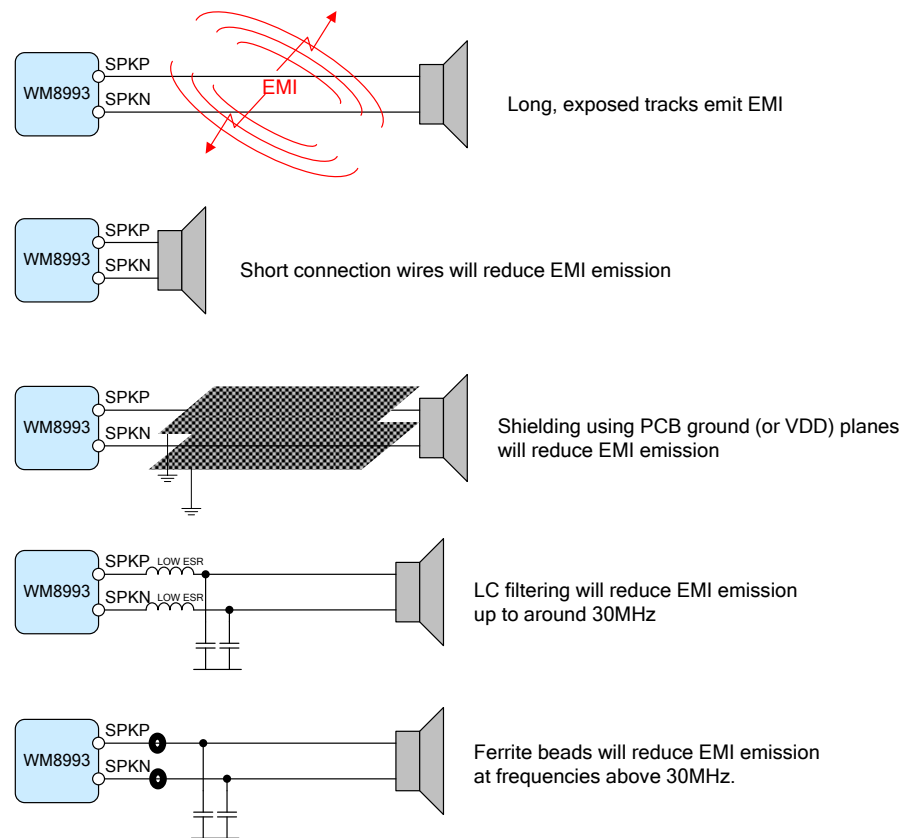 SPKP
WM8993
SPKN
EMI
Long, exposed tracks emit EMI
SPKP
WM8993
SPKN
Short connection wires will reduce EMI emission
SPKP
WM8993
SPKN
Shielding using PCB ground (or VDD) planes
will reduce EMI emission
SPKP LOW ESR
WM8993
SPKN LOW ESR
LC filtering will reduce EMI emission
up to around 30MHz
SPKP
WM8993
SPKN
Ferrite beads will reduce EMI emission
at frequencies above 30MHz.